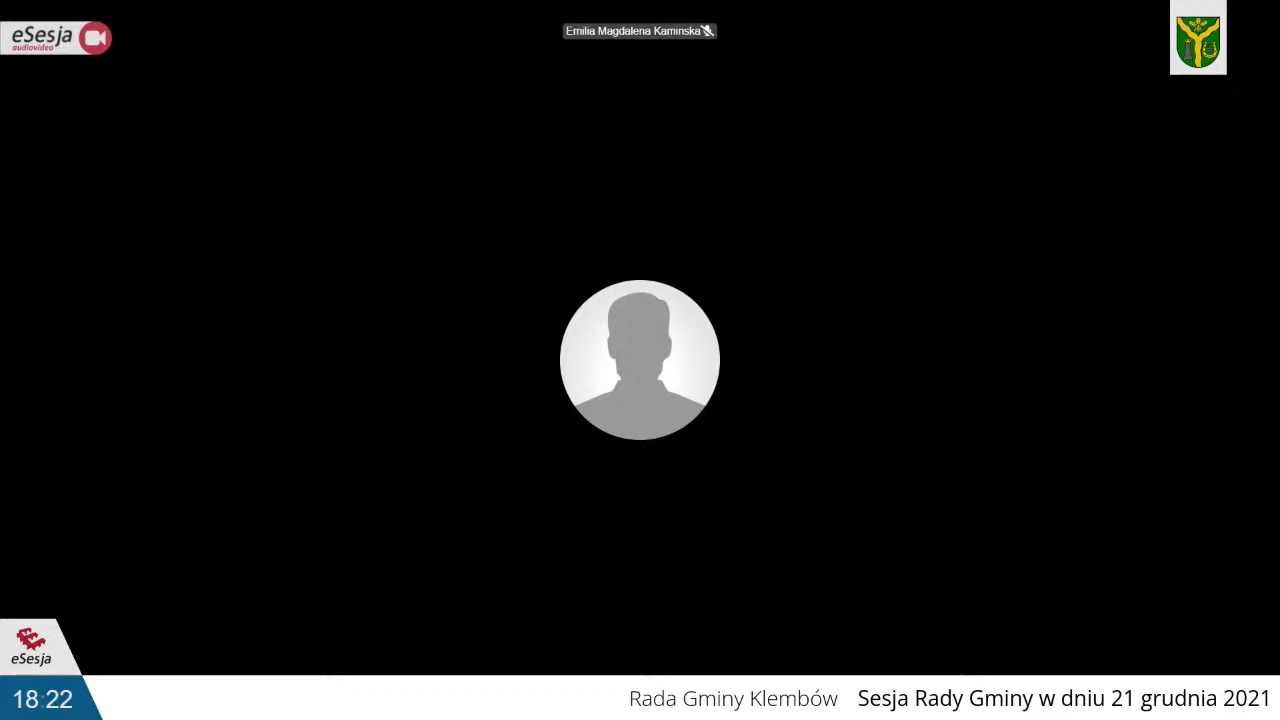 eSesja
audiovideo
Emilia Magdalena Kaminska
eSesja
18:22
Rada Gminy Klembów
Sesja Rady Gminy w dniu 21 grudnia 2021